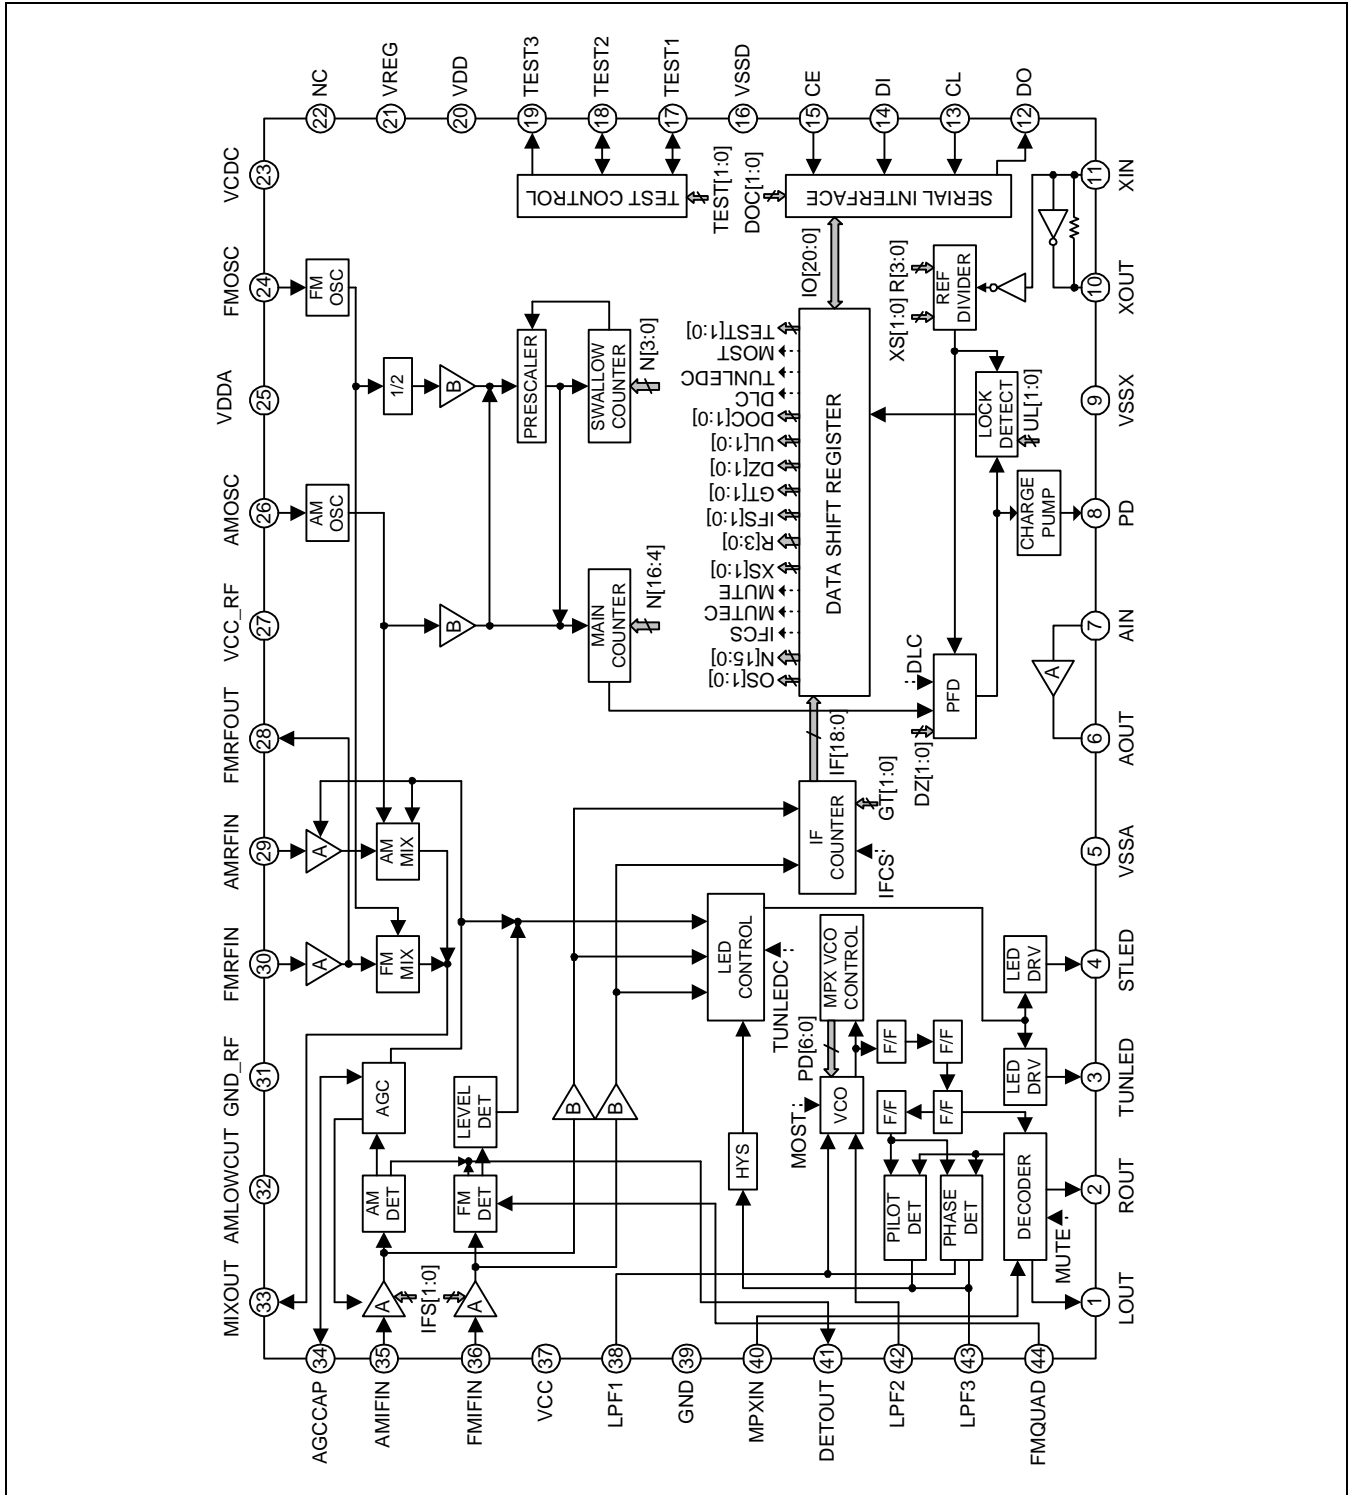 VCDC
FMOSC
VDDA
AMOSC
VCC_RF
FMRFOUT
AMRFIN
FMRFIN
GND_RF
AMLOWCUT
MIXOUT
23
24
25
26
27
28
29
30
31
32
33
NC
VREG
VDD
TEST3
TEST2
TEST1
VSSD
CE
DI
CL
DO
22
21
20
19
18
17
16
15
14
13
12
XIN
XOUT
VSSX
PD
AIN
AOUT
VSSA
STLED
TUNLED
ROUT
LOUT
11
10
9
8
7
6
5
4
3
2
1
AGCCAP
AMIFIN
FMIFIN
VCC
LPF1
GND
MPXIN
DETOUT
LPF2
LPF3
FMQUAD
34
35
36
37
38
39
40
41
42
43
44
TEST CONTROL
TEST[1:0]
DOC[1:0]
SERIAL INTERFACE
IO[20:0]
XS[1:0]
R[3:0]
REF
DIVIDER
FM
OSC
1/2
B
PRESCALER
SWALLOW
COUNTER
N[3:0]
AM
OSC
B
MAIN
COUNTER
N[16:4]
TEST[1:0]
MOST
TUNLEDC
DLC
DOC[1:0]
UL[1:0]
DZ[1:0]
GT[1:0]
IFS[1:0]
R[3:0]
XS[1:0]
MUTE
MUTEC
IFCS
N[15:0]
OS[1:0]
DATA SHIFT REGISTER
LOCK
DETECT
UL[1:0]
CHARGE
PUMP
DLC
PFD
DZ[1:0]
A
IF[18:0]
IF
COUNTER
GT[1:0]
IFCS
A
AM
MIX
A
FM
MIX
LED
CONTROL
TUNLEDC
MPX VCO
CONTROL
PD[6:0]
VCO
MOST
F/F
F/F
F/F
F/F
LED
DRV
LED
DRV
AGC
LEVEL
DET
AM
DET
FM
DET
B
B
HYS
PILOT
DET
PHASE
DET
DECODER
MUTE
A
IFS[1:0]
A